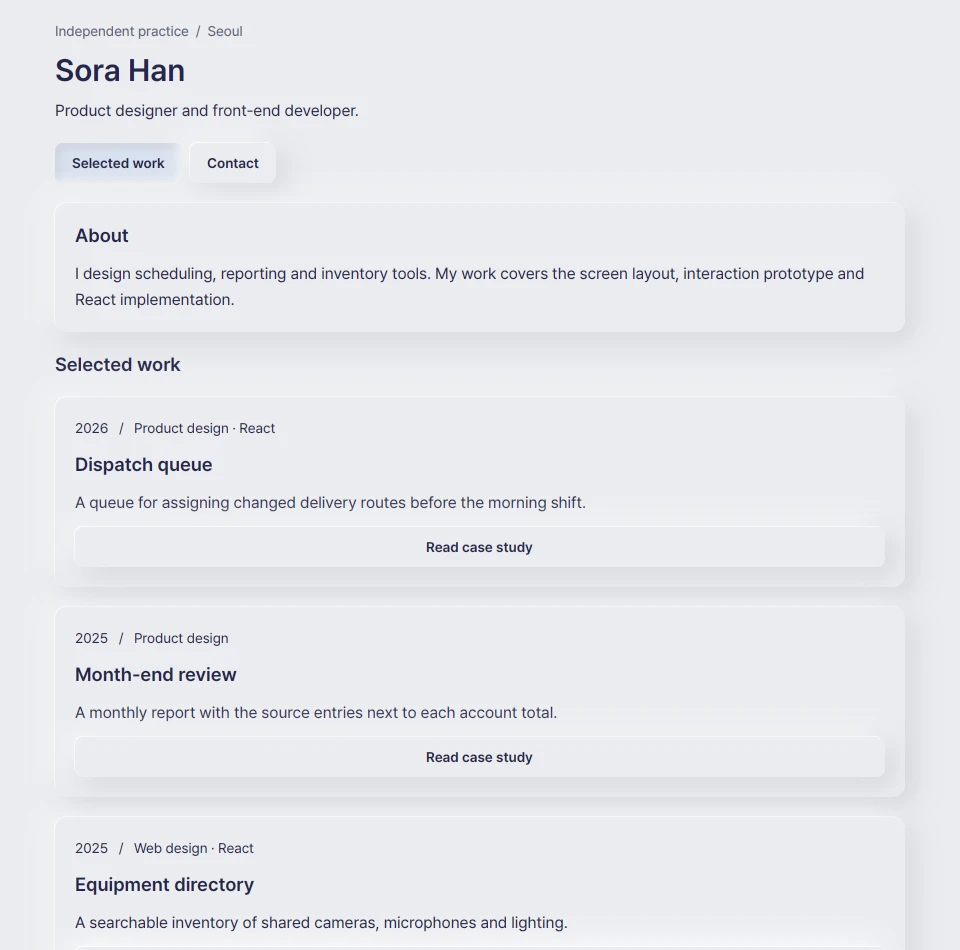 Independent practice / Seoul
Sora Han
Product designer and front-end developer.
Selected work
Contact
About
I design scheduling, reporting and inventory tools. My work covers the screen layout, interaction prototype and
React implementation.
Selected work
2026 / Product design · React
Dispatch queue
A queue for assigning changed delivery routes before the morning shift.
Read case study
2025 / Product design
Month-end review
A monthly report with the source entries next to each account total.
Read case study
2025 / Web design · React
Equipment directory
A searchable inventory of shared cameras, microphones and lighting.